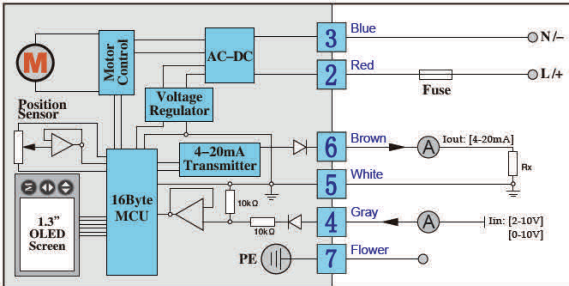 3 Blue N/–
M Motor Control AC–DC
2 Red L/+
Fuse
Voltage Regulator
Position Sensor
6 Brown A Iout: [4-20mA]
4–20mA Transmitter
Rx
5 White
16Byte MCU
10kΩ
1.3" OLED Screen
4 Gray A Iin: [2-10V]
[0-10V]
10kΩ
PE 7 Flower